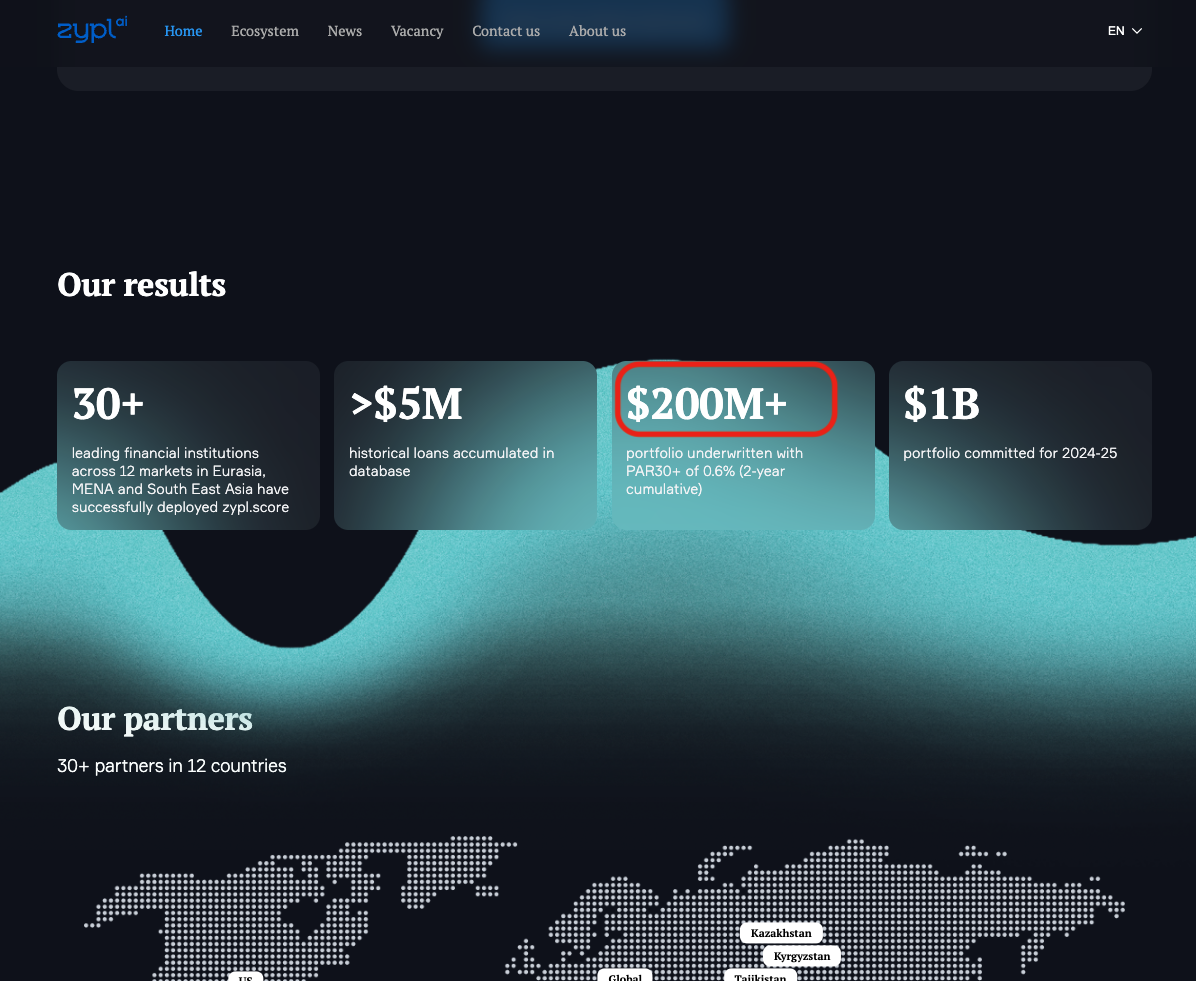 zypl ai
Home
Ecosystem
News
Vacancy
Contact us
About us
EN
Our results
30+
leading financial institutions
across 12 markets in Eurasia,
MENA and South East Asia have
successfully deployed zypl.score
>$5M
historical loans accumulated in
database
$200M+
portfolio underwritten with
PAR30+ of 0.6% (2-year
cumulative)
$1B
portfolio committed for 2024-25
Our partners
30+ partners in 12 countries
Kazakhstan
Kyrgyzstan
US
Global
Tajikistan